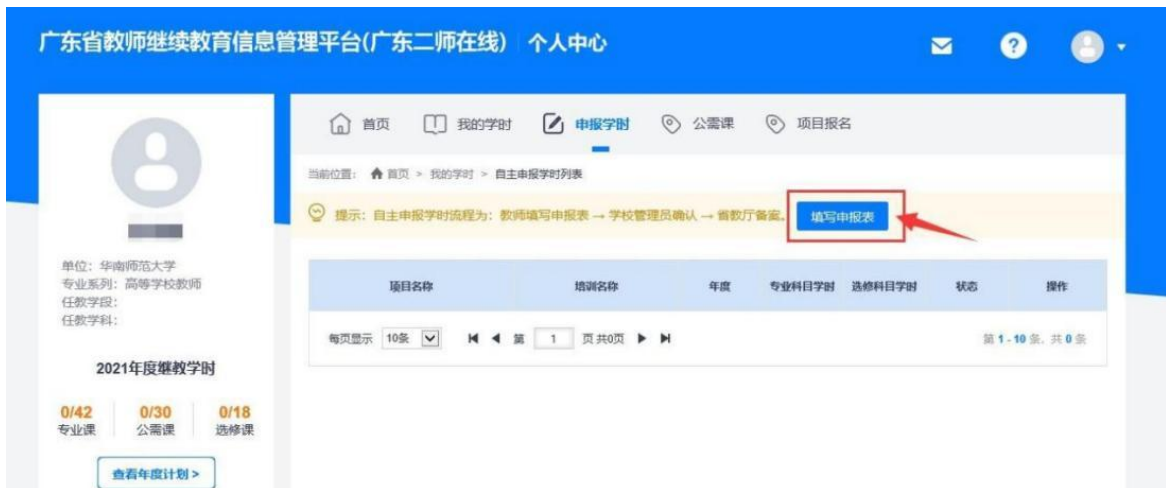 广东省教师继续教育信息管理平台(广东二师在线) 个人中心
首页 我的学时 申报学时 公需课 项目报名
当前位置: 首页 > 我的学时 > 自主申报学时列表
提示: 自主申报学时流程为: 教师填写申报表 → 学校管理员确认 → 省教厅备案。 填写申报表
单位: 华南师范大学
专业系列: 高等学校教师
任教学段:
任教学科:
2021年度继教学时
0/42 0/30 0/18
专业课 公需课 选修课
查看年度计划 >
项目名称 培训名称 年度 专业科目学时 选修科目学时 状态 操作
每页显示 10条 第 1 页 共0页 第 1 - 10 条、共 0 条